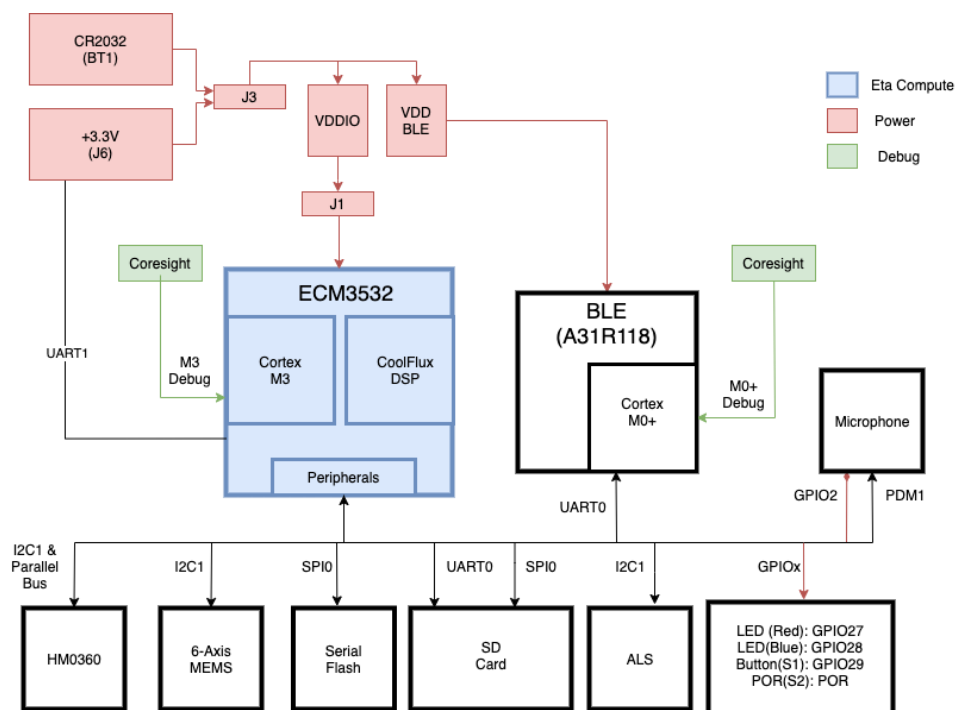 CR2032
(BT1)
J3
+3.3V
(J6)
VDDIO
VDD
BLE
J1
Eta Compute
Power
Debug
Coresight
Coresight
UART1
M3
Debug
ECM3532
Cortex
M3
CoolFlux
DSP
Peripherals
BLE
(A31R118)
Cortex
M0+
M0+
Debug
Microphone
GPIO2
PDM1
UART0
I2C1 &
Parallel
Bus
I2C1
SPI0
UART0
SPI0
I2C1
GPIOx
HM0360
6-Axis
MEMS
Serial
Flash
SD
Card
ALS
LED (Red): GPIO27
LED(Blue): GPIO28
Button(S1): GPIO29
POR(S2): POR